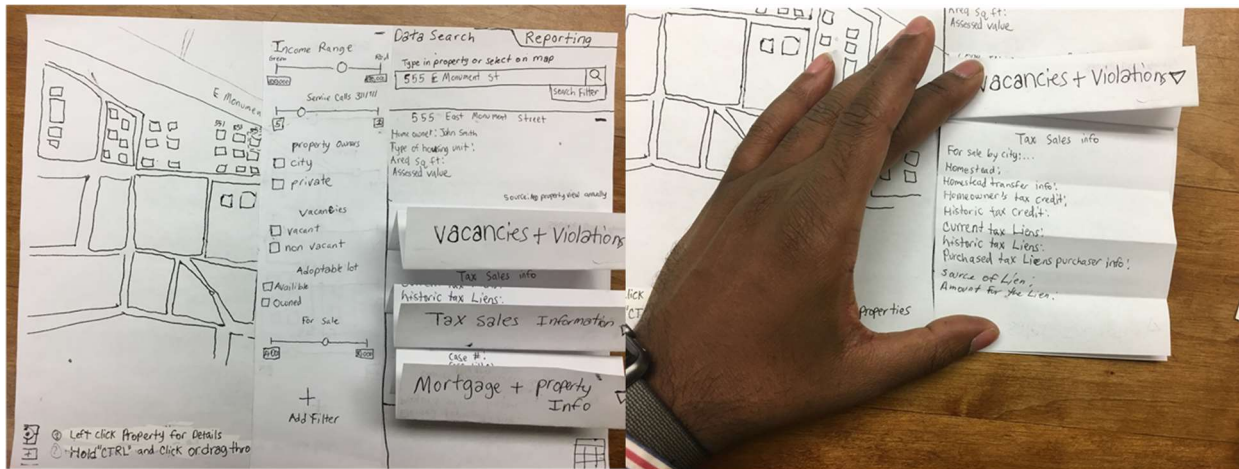 E Monumen
Income Range
Service Calls 311/911
property Owners
city
private
Vacancies
vacant
non vacant
Adoptable lot
Availible
Owned
For Sale
+
Add Filter
① Left click Property for Details
② "Hold "CTRL" and Click or drag thro
Data Search
Reporting
Type in property or select on map
555 E Monument St
Search Filter
555 East Monument Street
Home owner: John Smith
Type of housing unit:
Area Sq ft:
Assessed value
Vacancies + Violations
Tax Sales info
historic tax Liens:
Tax Sales Information
Case #:
Mortgage + property
Info
Area Sq ft:
Assessed value
Vacancies + Violations
Tax Sales info
For sale by city:...
Homestead:
Homestead transfer info:
Homeowner's tax credit:
Historic tax Credit:
Current tax Liens:
historic tax Liens:
Purchased tax Liens purchaser info:
Source of Lien:
Amount for the Lien:
properties